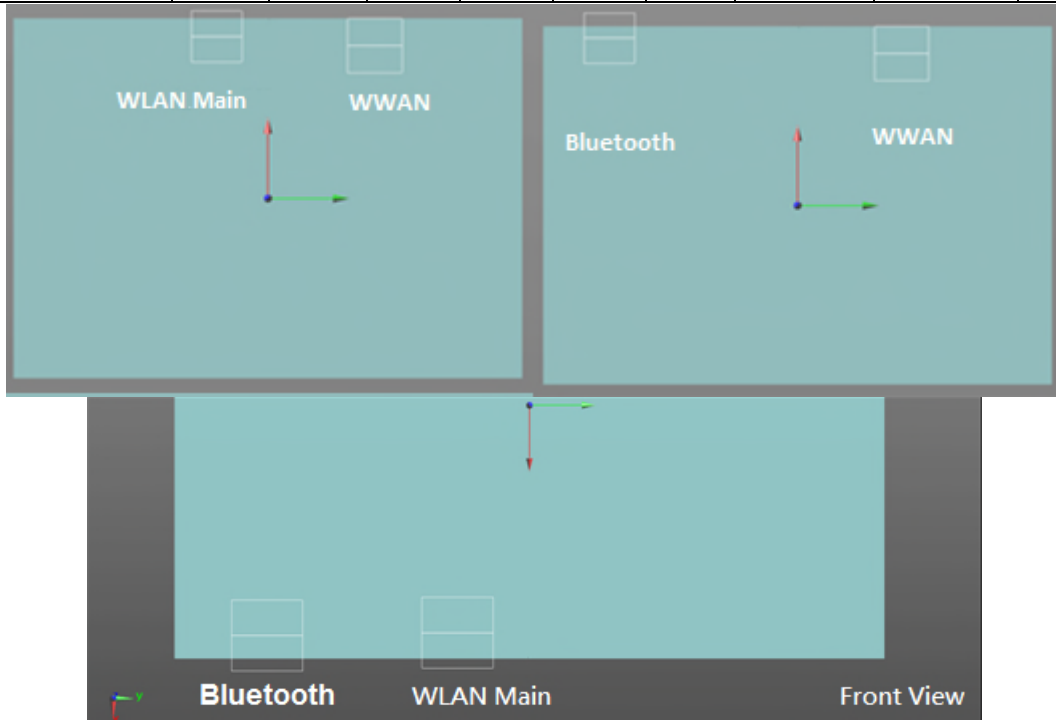 WLAN Main
WWAN
Bluetooth
WWAN
y
Bluetooth
WLAN Main
Front View